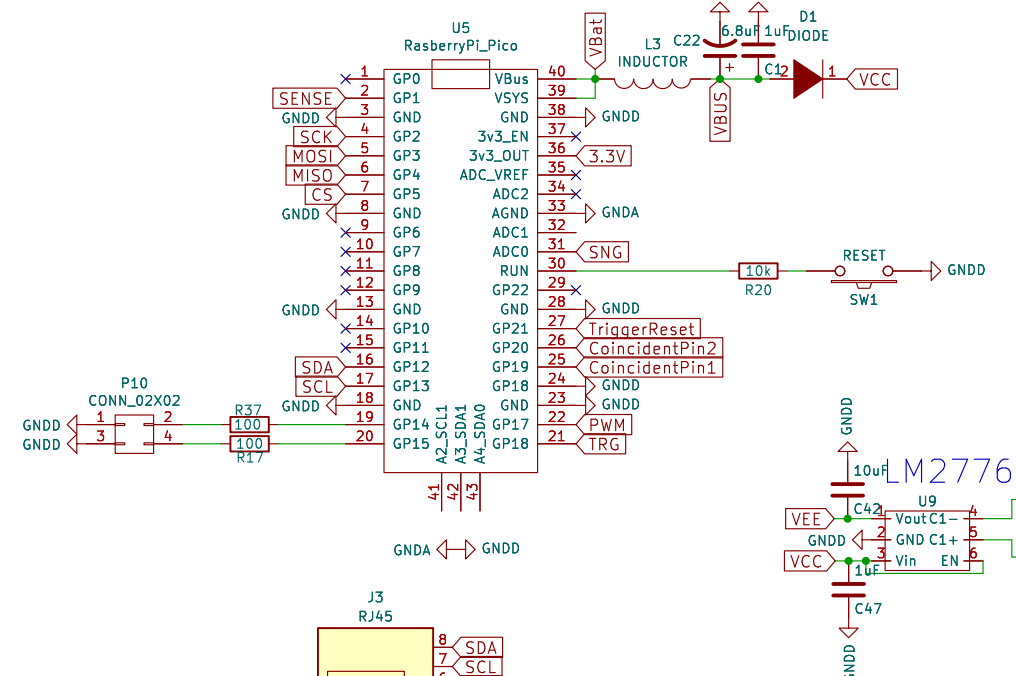 U5
RasberryPi_Pico
1 GP0 VBus 40
SENSE 2 GP1 VSYS 39
GNDD 3 GND GND 38 GNDD
SCK 4 GP2 3v3_EN 37
MOSI 5 GP3 3v3_OUT 36 3.3V
MISO 6 GP4 ADC_VREF 35
CS 7 GP5 ADC2 34
GNDD 8 GND AGND 33 GNDA
9 GP6 ADC1 32
10 GP7 ADC0 31 SNG
11 GP8 RUN 30
12 GP9 GP22 29
GNDD 13 GND GND 28 GNDD
14 GP10 GP21 27 TriggerReset
15 GP11 GP20 26 CoincidentPin2
SDA 16 GP12 GP19 25 CoincidentPin1
SCL 17 GP13 GP18 24 GNDD
GNDD 18 GND GND 23 GNDD
19 GP14 GP17 22 PWM
20 GP15 GP18 21 TRG
A2_SCL1 A3_SDA1 A4_SDA0
41 42 43
VBat
L3
INDUCTOR
C22 6.8uF
+
1uF
C1
VBUS
D1
DIODE
2 1 VCC
10k
R20
RESET
SW1
GNDD
P10
CONN_02X02
GNDD 1 2
GNDD 3 4
R37
100
100
R17
GNDA GNDD
J3
RJ45
8 SDA
7 SCL
GNDD
10uF
C42
LM2776
U9
VEE 1 Vout C1- 4
GNDD 2 GND C1+ 5
VCC 3 Vin EN 6
1uF
C47
GNDD